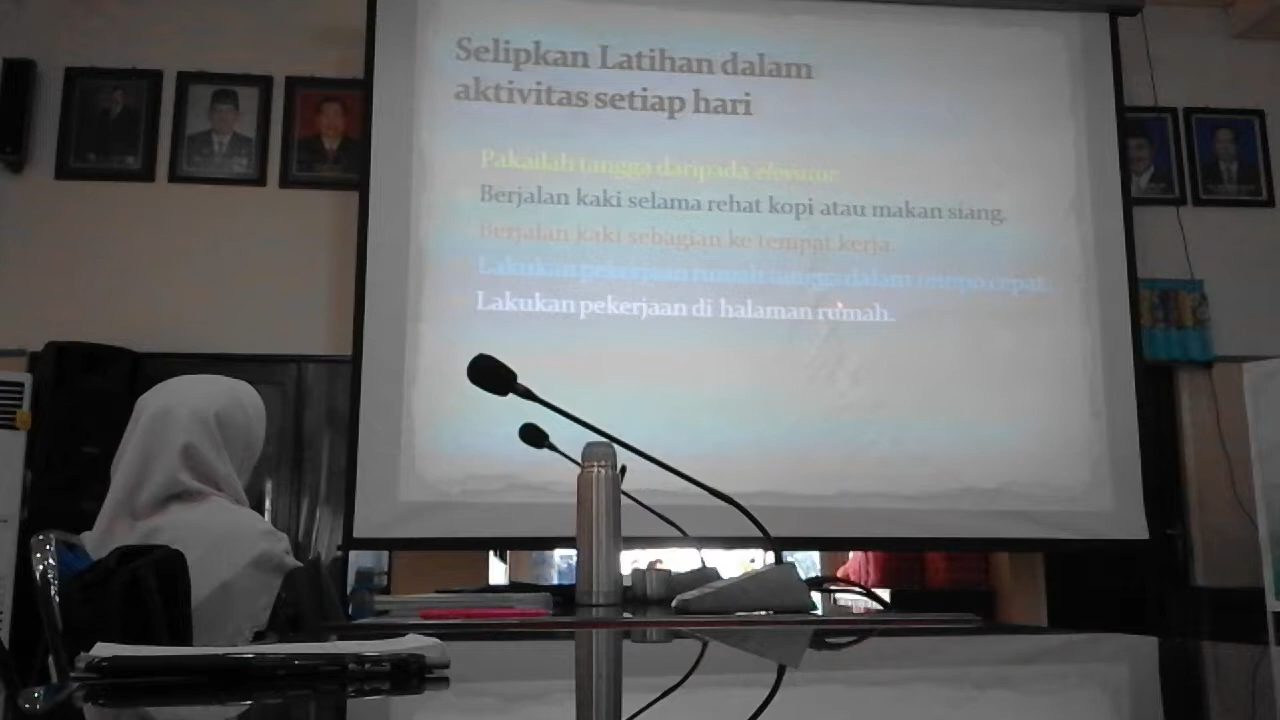 Selipkan Latihan dalam
aktivitas setiap hari
Pakailah tangga daripada elevator
Berjalan kaki selama rehat kopi atau makan siang.
Berjalan kaki sebagian ke tempat kerja.
Lakukan pekerjaan rumah tangga dalam tempo cepat.
Lakukan pekerjaan di halaman rumah.